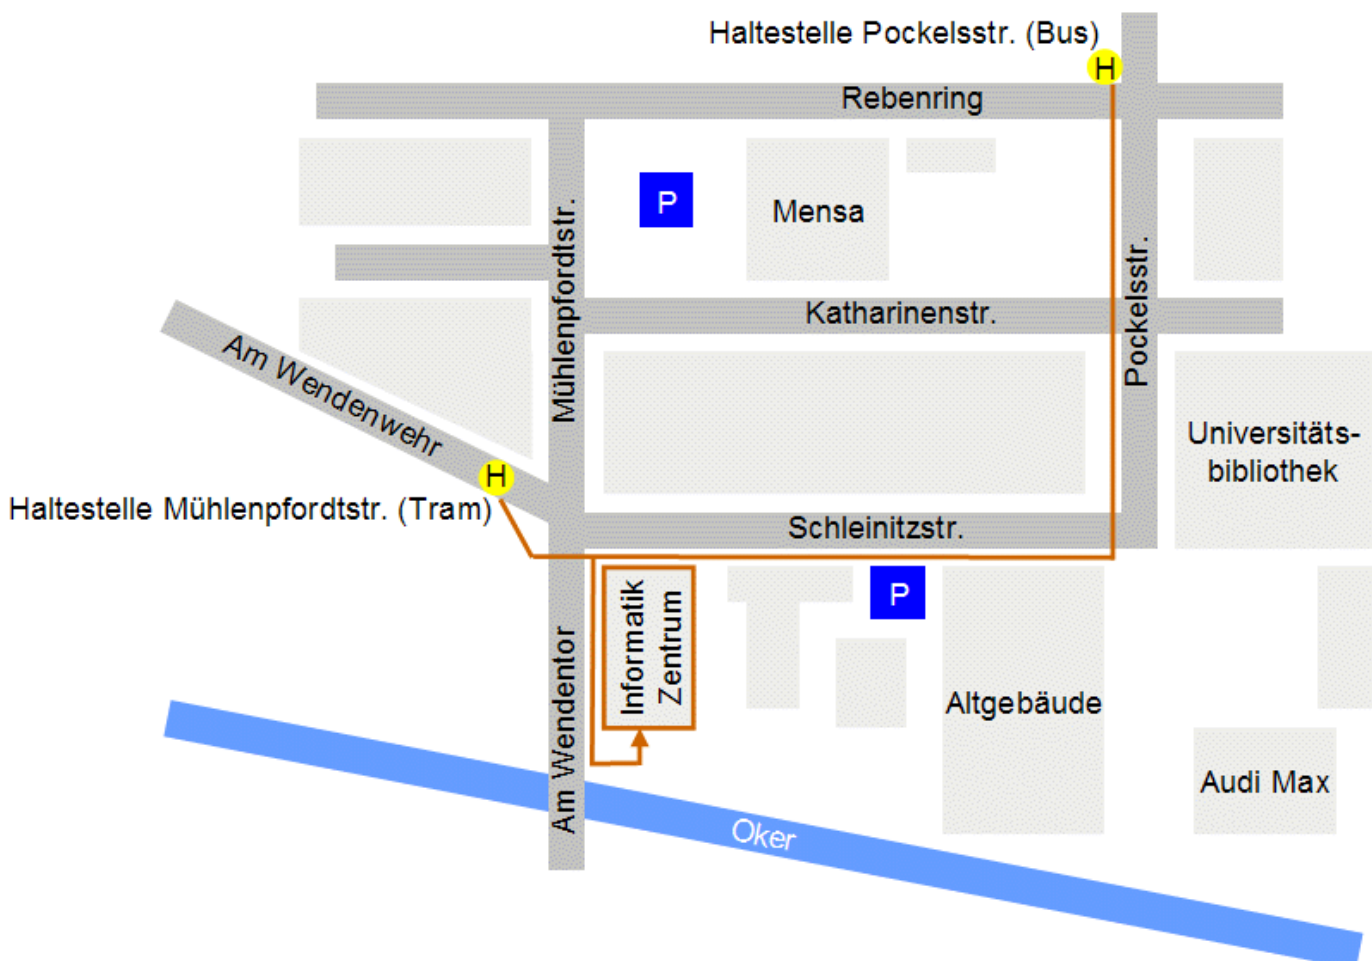 Haltestelle Pockelsstr. (Bus)
H
Rebenring
P
Mensa
Mühlenpfordtstr.
Pockelsstr.
Katharinenstr.
Am Wendenwehr
Universitäts-
bibliothek
H
Haltestelle Mühlenpfordtstr. (Tram)
Schleinitzstr.
P
Informatik
Zentrum
Am Wendentor
Altgebäude
Audi Max
Oker